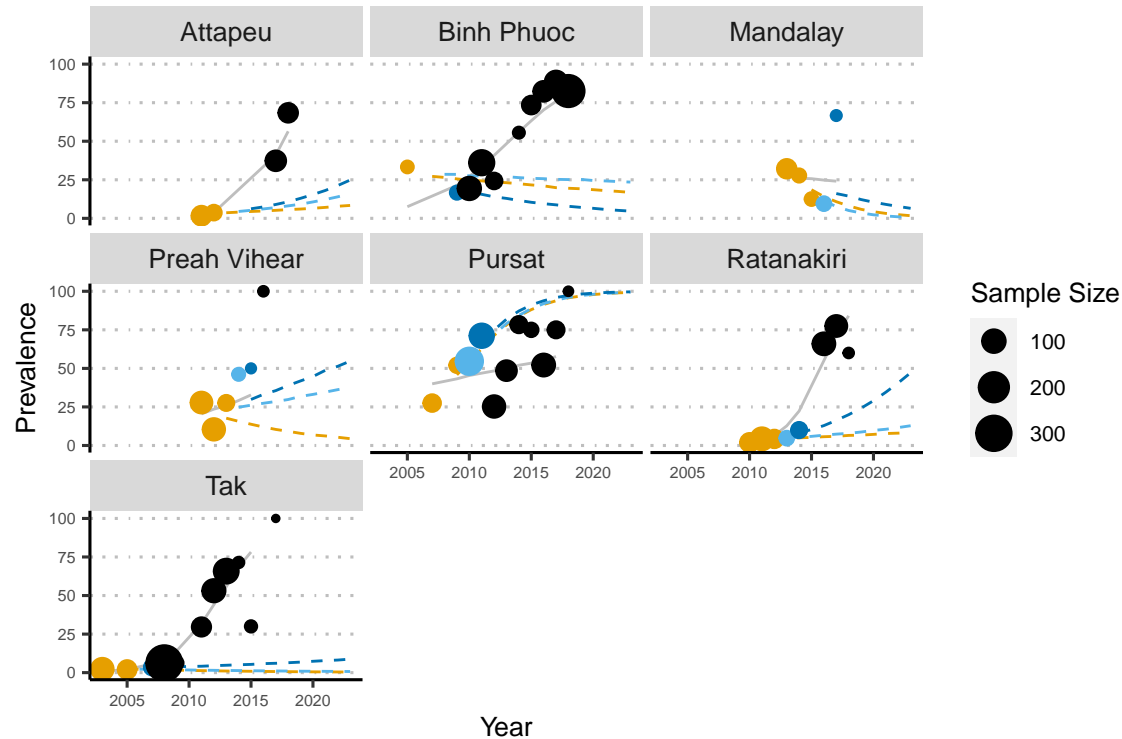 Attapeu Binh Phuoc Mandalay
100
75
50
25
0
Preah Vihear Pursat Ratanakiri
100
75
50
25
0
2005 2010 2015 2020 2005 2010 2015 2020
Tak
100
75
50
25
0
2005 2010 2015 2020
Year
Prevalence
Sample Size
100
200
300